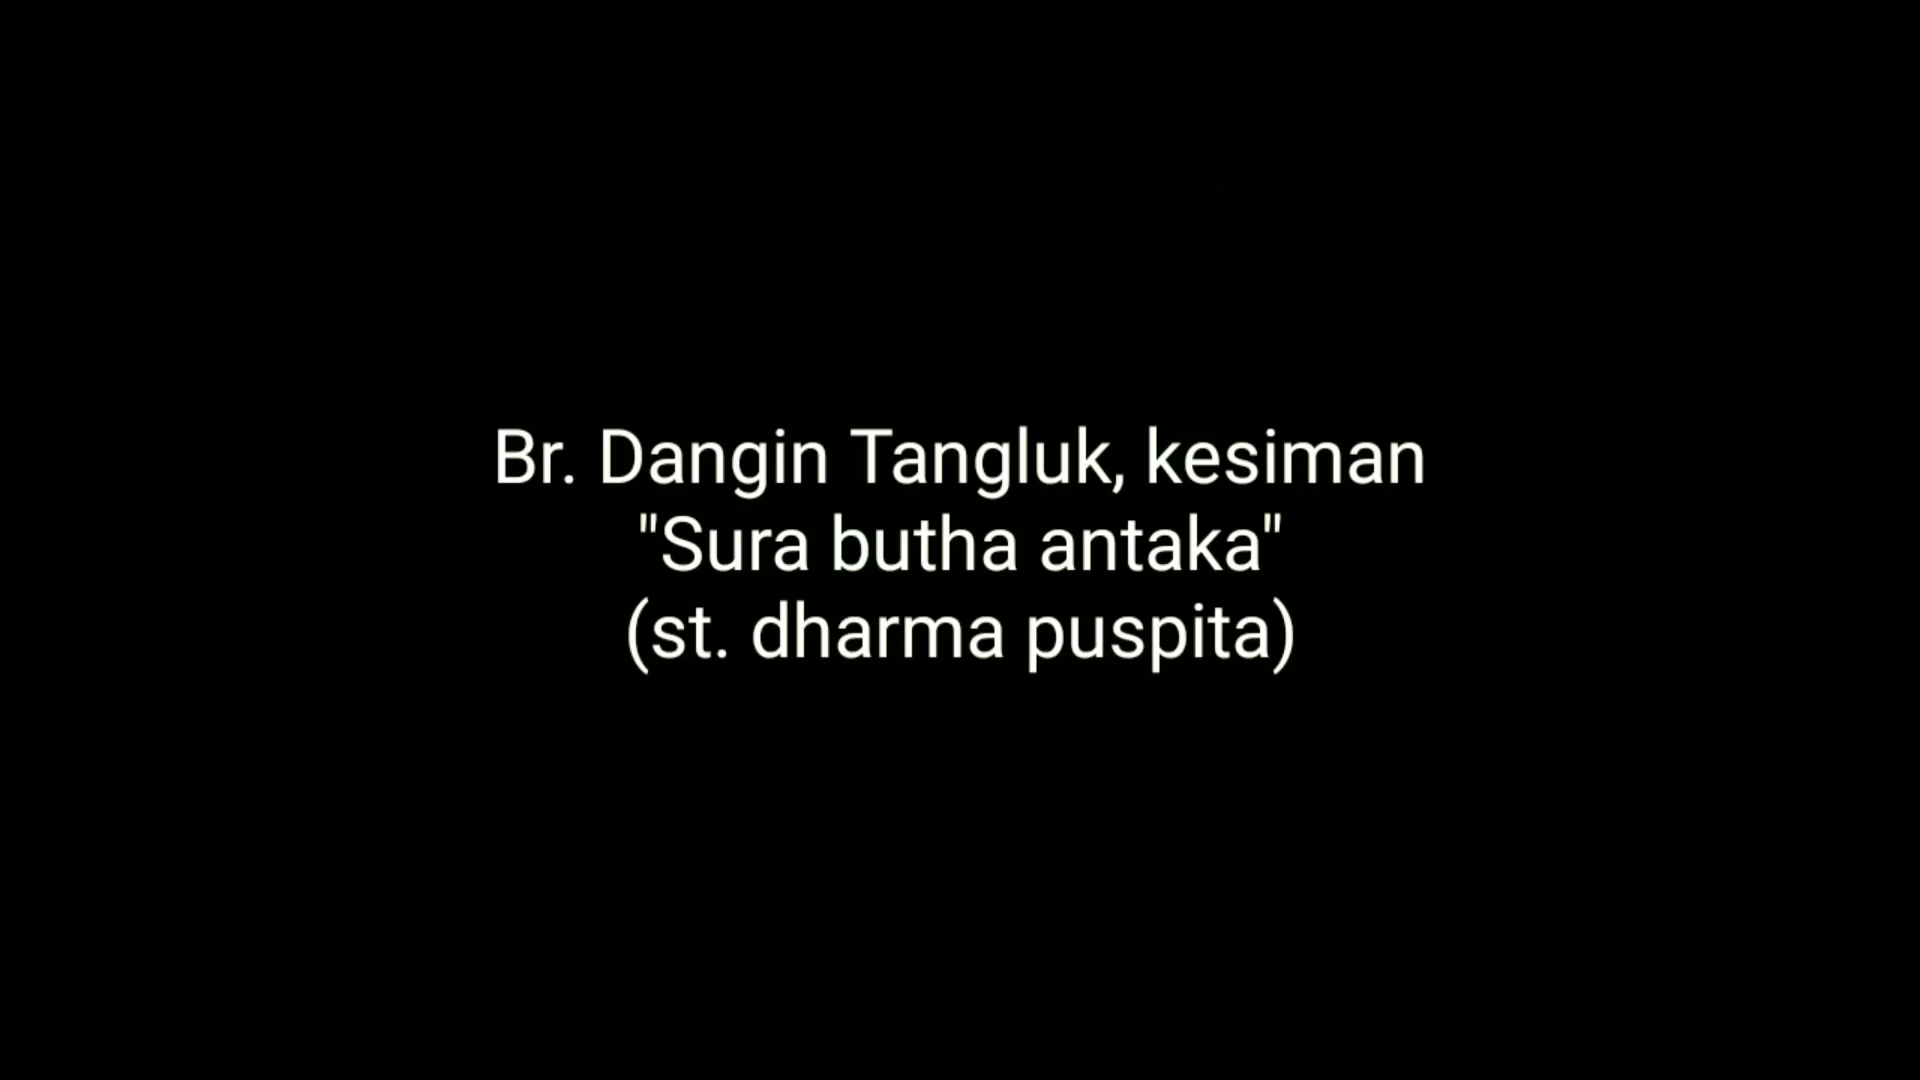 Br. Dangin Tangluk, kesiman
"Sura butha antaka"
(st. dharma puspita)